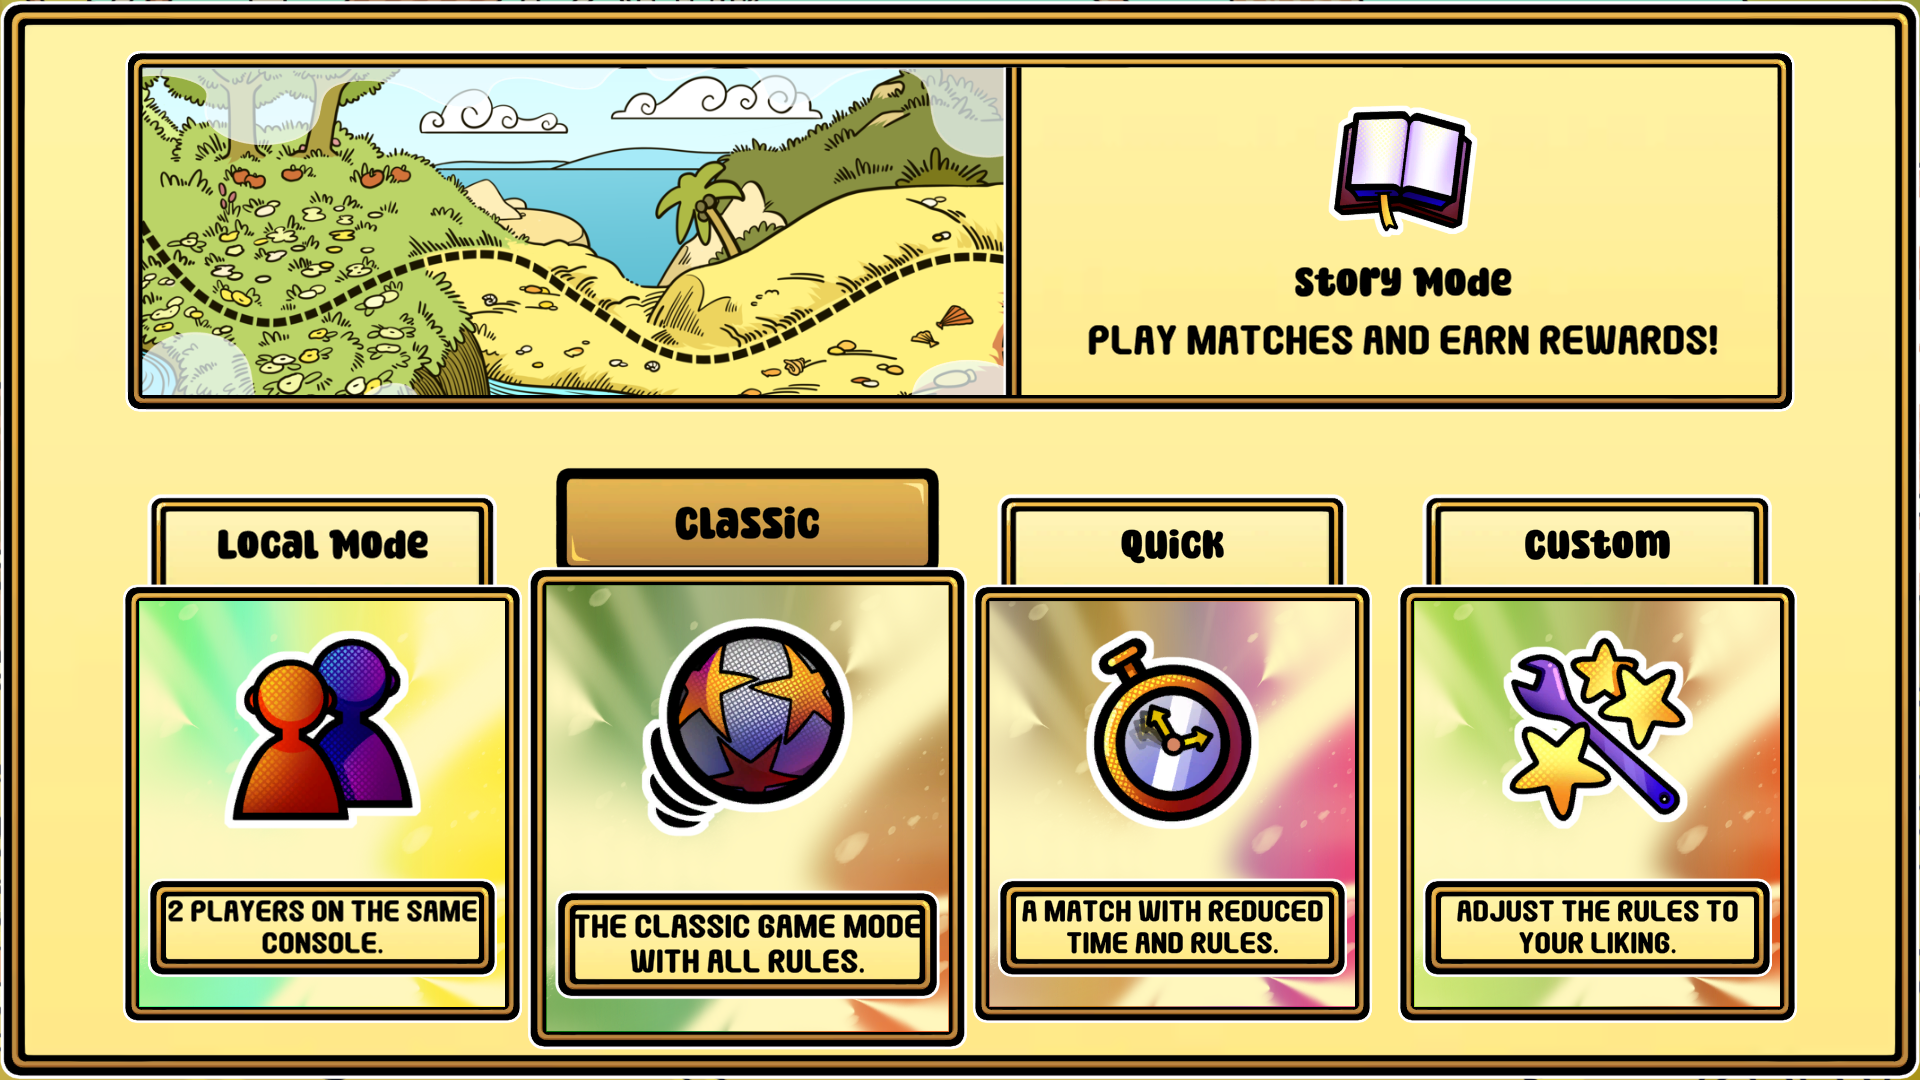 Story Mode
PLAY MATCHES AND EARN REWARDS!
Local Mode
Classic
Quick
Custom
2 PLAYERS ON THE SAME
CONSOLE.
THE CLASSIC GAME MODE
WITH ALL RULES.
A MATCH WITH REDUCED
TIME AND RULES.
ADJUST THE RULES TO
YOUR LIKING.